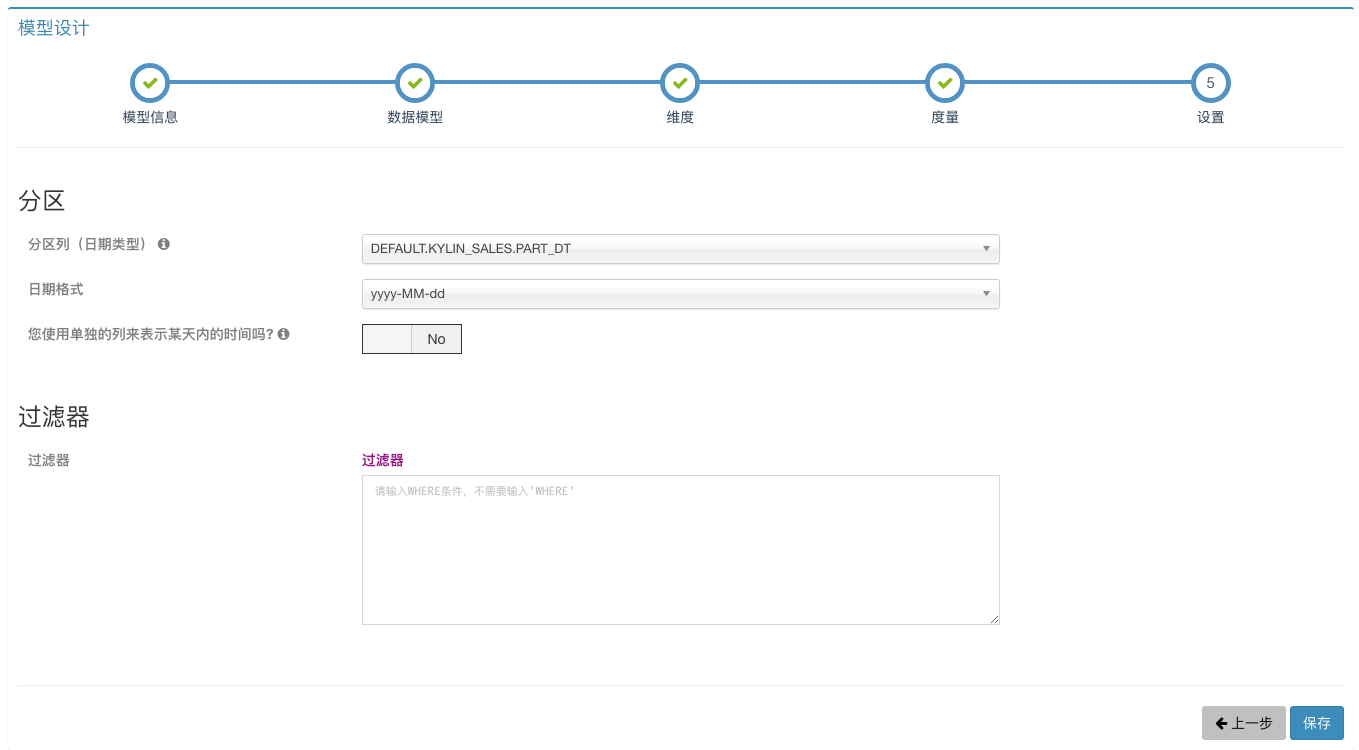 模型设计
5
模型信息
数据模型
维度
度量
设置
分区
分区列（日期类型）
DEFAULT.KYLIN_SALES.PART_DT
日期格式
yyyy-MM-dd
您使用单独的列来表示某天内的时间吗?
No
过滤器
过滤器
过滤器
请输入WHERE条件, 不需要输入'WHERE'
上一步
保存